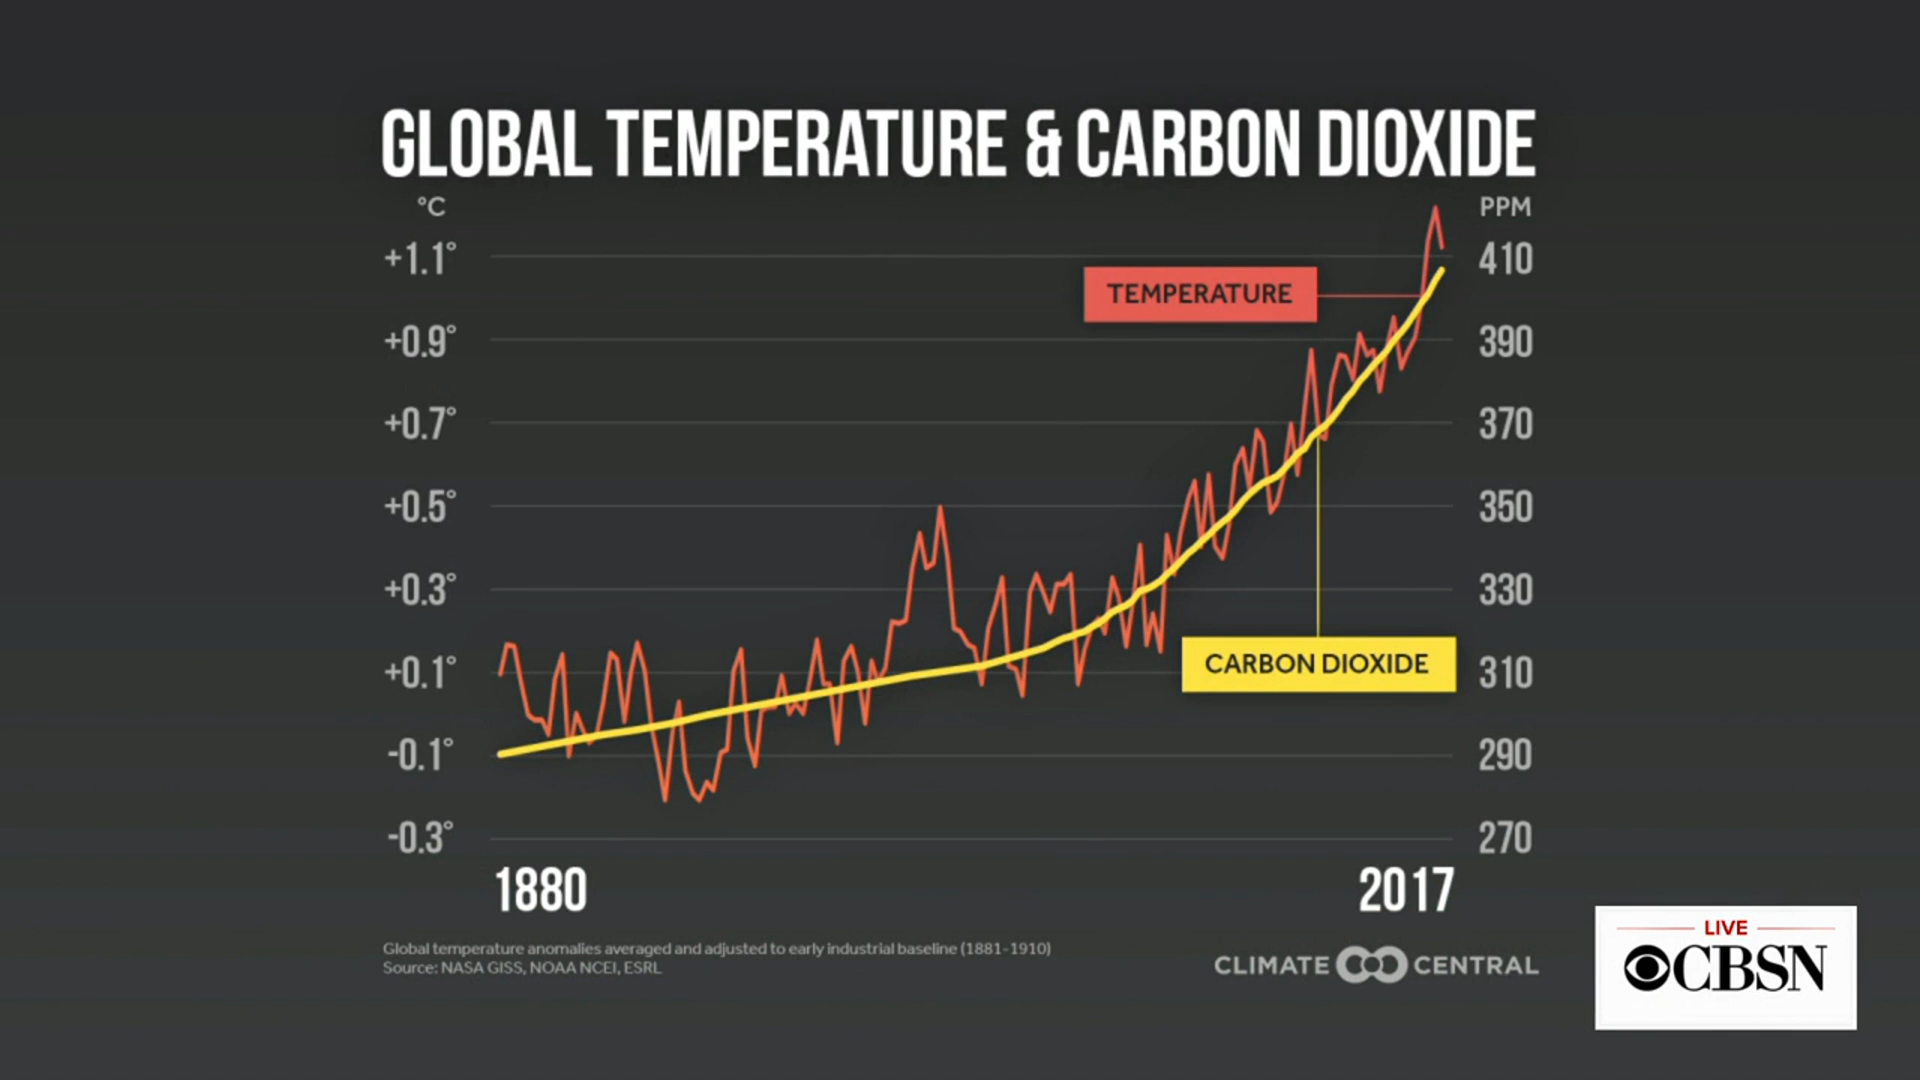 GLOBAL TEMPERATURE & CARBON DIOXIDE
°C
PPM
+1.1°
410
TEMPERATURE
+0.9°
390
+0.7°
370
+0.5°
350
+0.3°
330
CARBON DIOXIDE
+0.1°
310
-0.1°
290
-0.3°
270
1880
2017
Global temperature anomalies averaged and adjusted to early industrial baseline (1881-1910)
Source: NASA GISS, NOAA NCEI, ESRL
CLIMATE CENTRAL
LIVE
CBSN